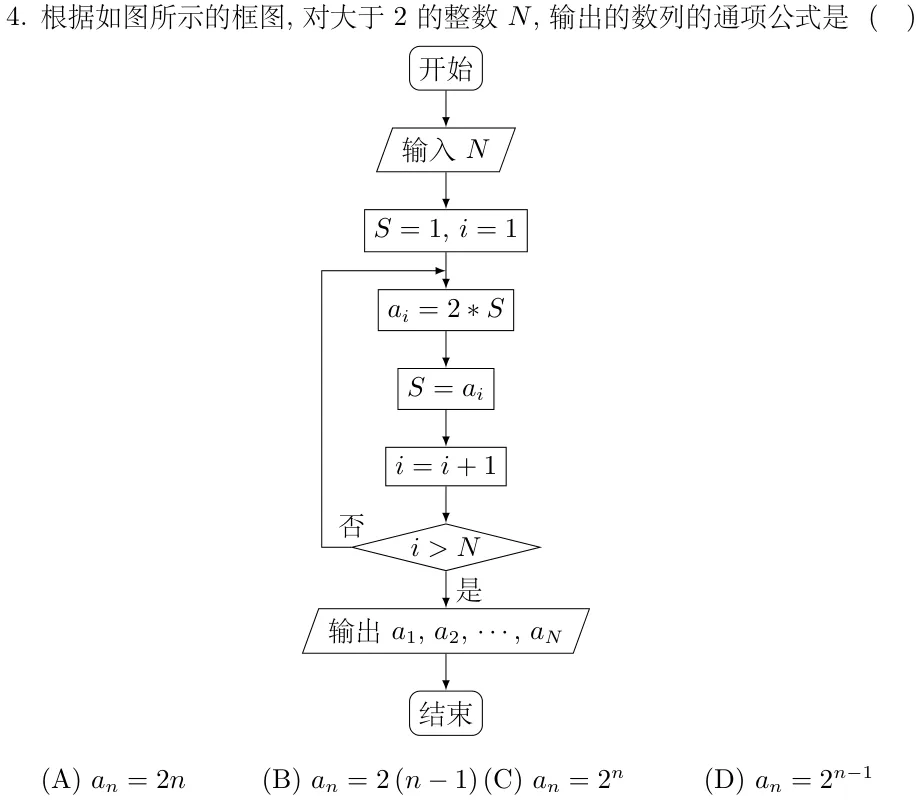 4. 根据如图所示的框图, 对大于 2 的整数 N, 输出的数列的通项公式是 (  )
开始
输入 N
S = 1, i = 1
a_i = 2 * S
S = a_i
i = i + 1
否
i > N
是
输出 a_1, a_2, ⋯, a_N
结束
(A) a_n = 2n (B) a_n = 2 (n − 1) (C) a_n = 2^n (D) a_n = 2^{n−1}